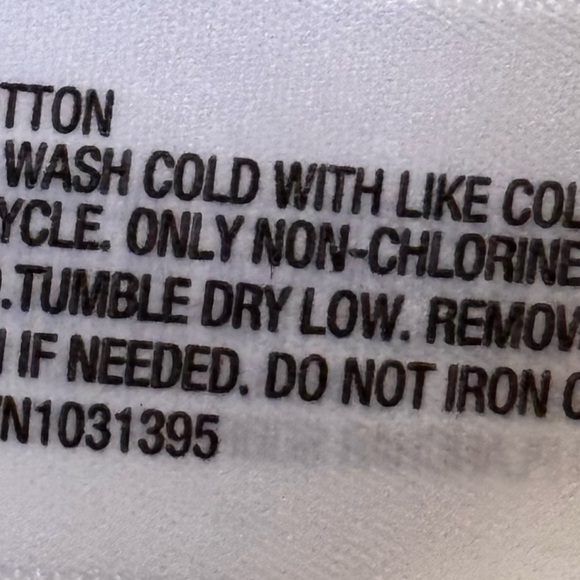 TTON
WASH COLD WITH LIKE COL
YCLE. ONLY NON-CHLORINE
.TUMBLE DRY LOW. REMOV
IF NEEDED. DO NOT IRON
N1031395